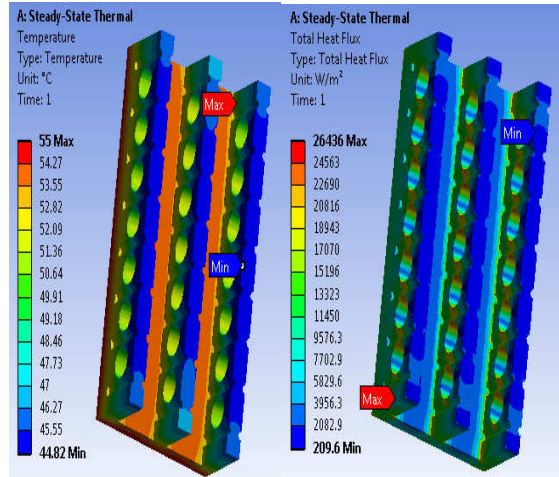 A: Steady-State Thermal
Temperature
Type: Temperature
Unit: °C
Time: 1
Max
Min
55 Max
54.27
53.55
52.82
52.09
51.36
50.64
49.91
49.18
48.46
47.73
47
46.27
45.55
44.82 Min
A: Steady-State Thermal
Total Heat Flux
Type: Total Heat Flux
Unit: W/m²
Time: 1
Min
Max
26436 Max
24563
22690
20816
18943
17070
15196
13323
11450
9576.3
7702.9
5829.6
3956.3
2082.9
209.6 Min